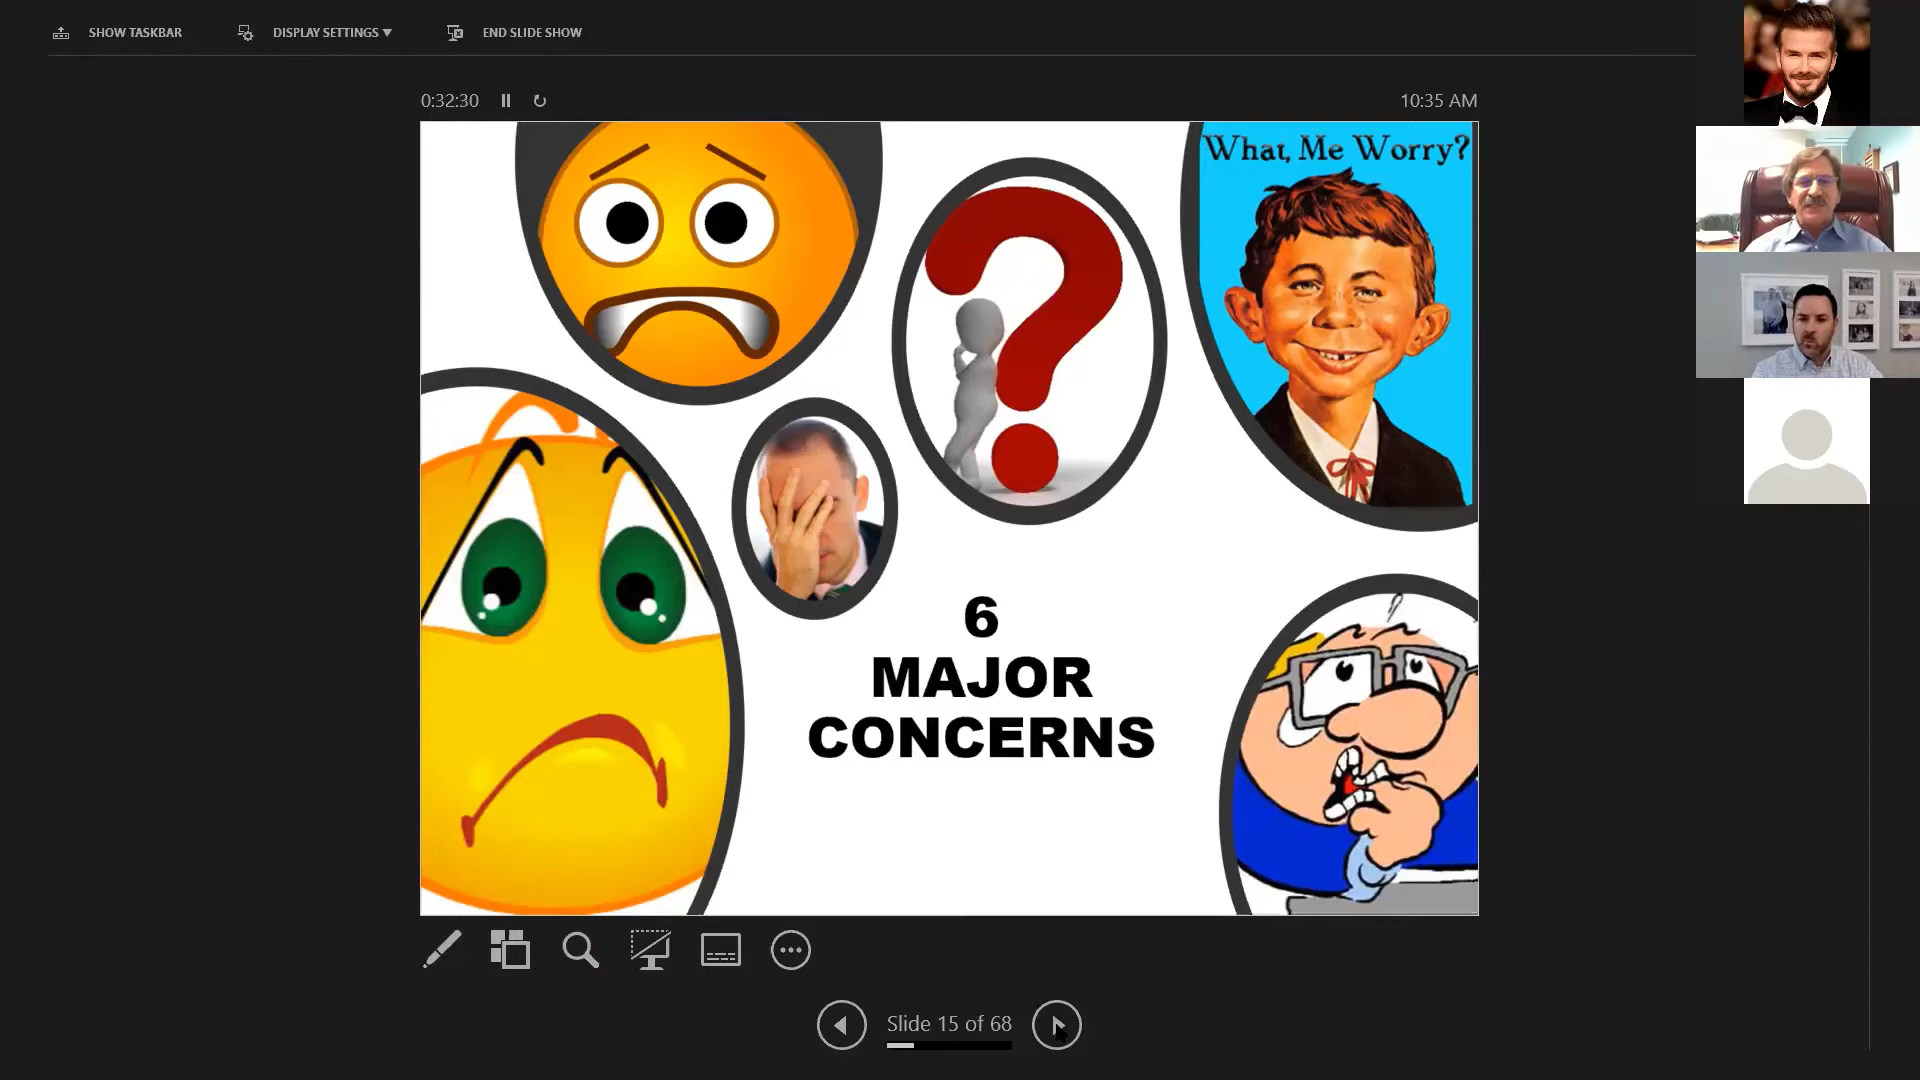 SHOW TASKBAR
DISPLAY SETTINGS ▼
END SLIDE SHOW
0:32:30
10:35 AM
What, Me Worry?
6
MAJOR
CONCERNS
Slide 15 of 68